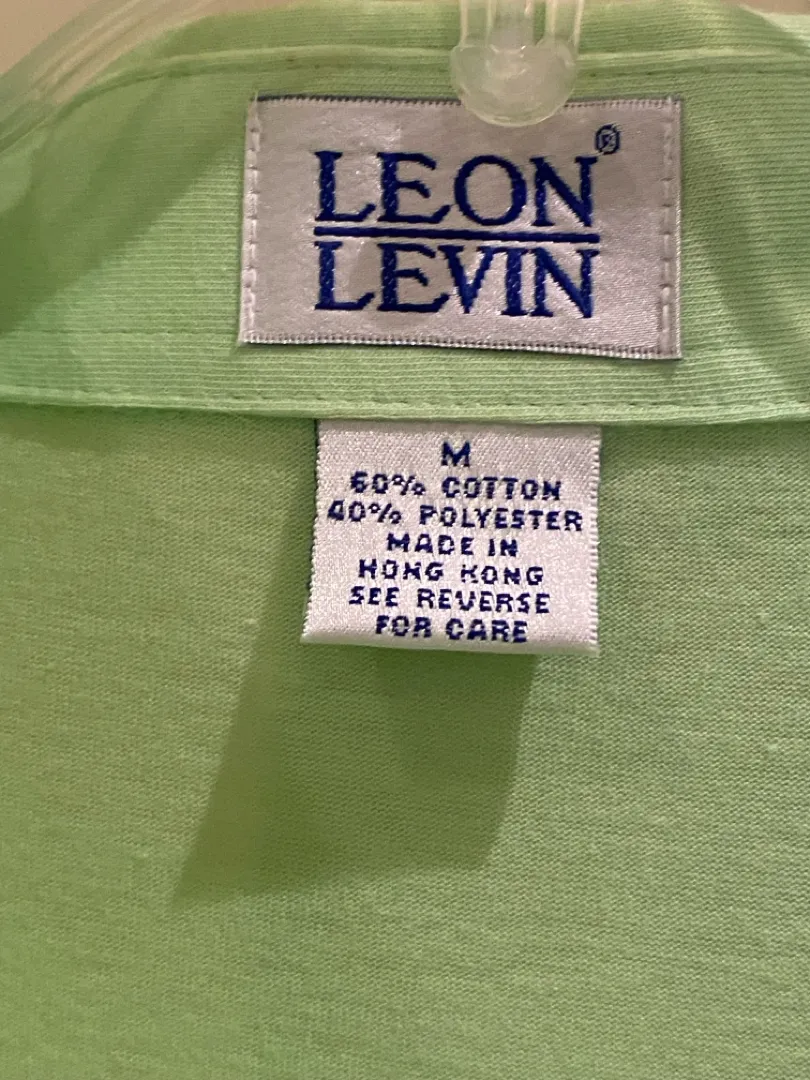 LEON®
LEVIN
M
60% COTTON
40% POLYESTER
MADE IN
HONG KONG
SEE REVERSE
FOR CARE